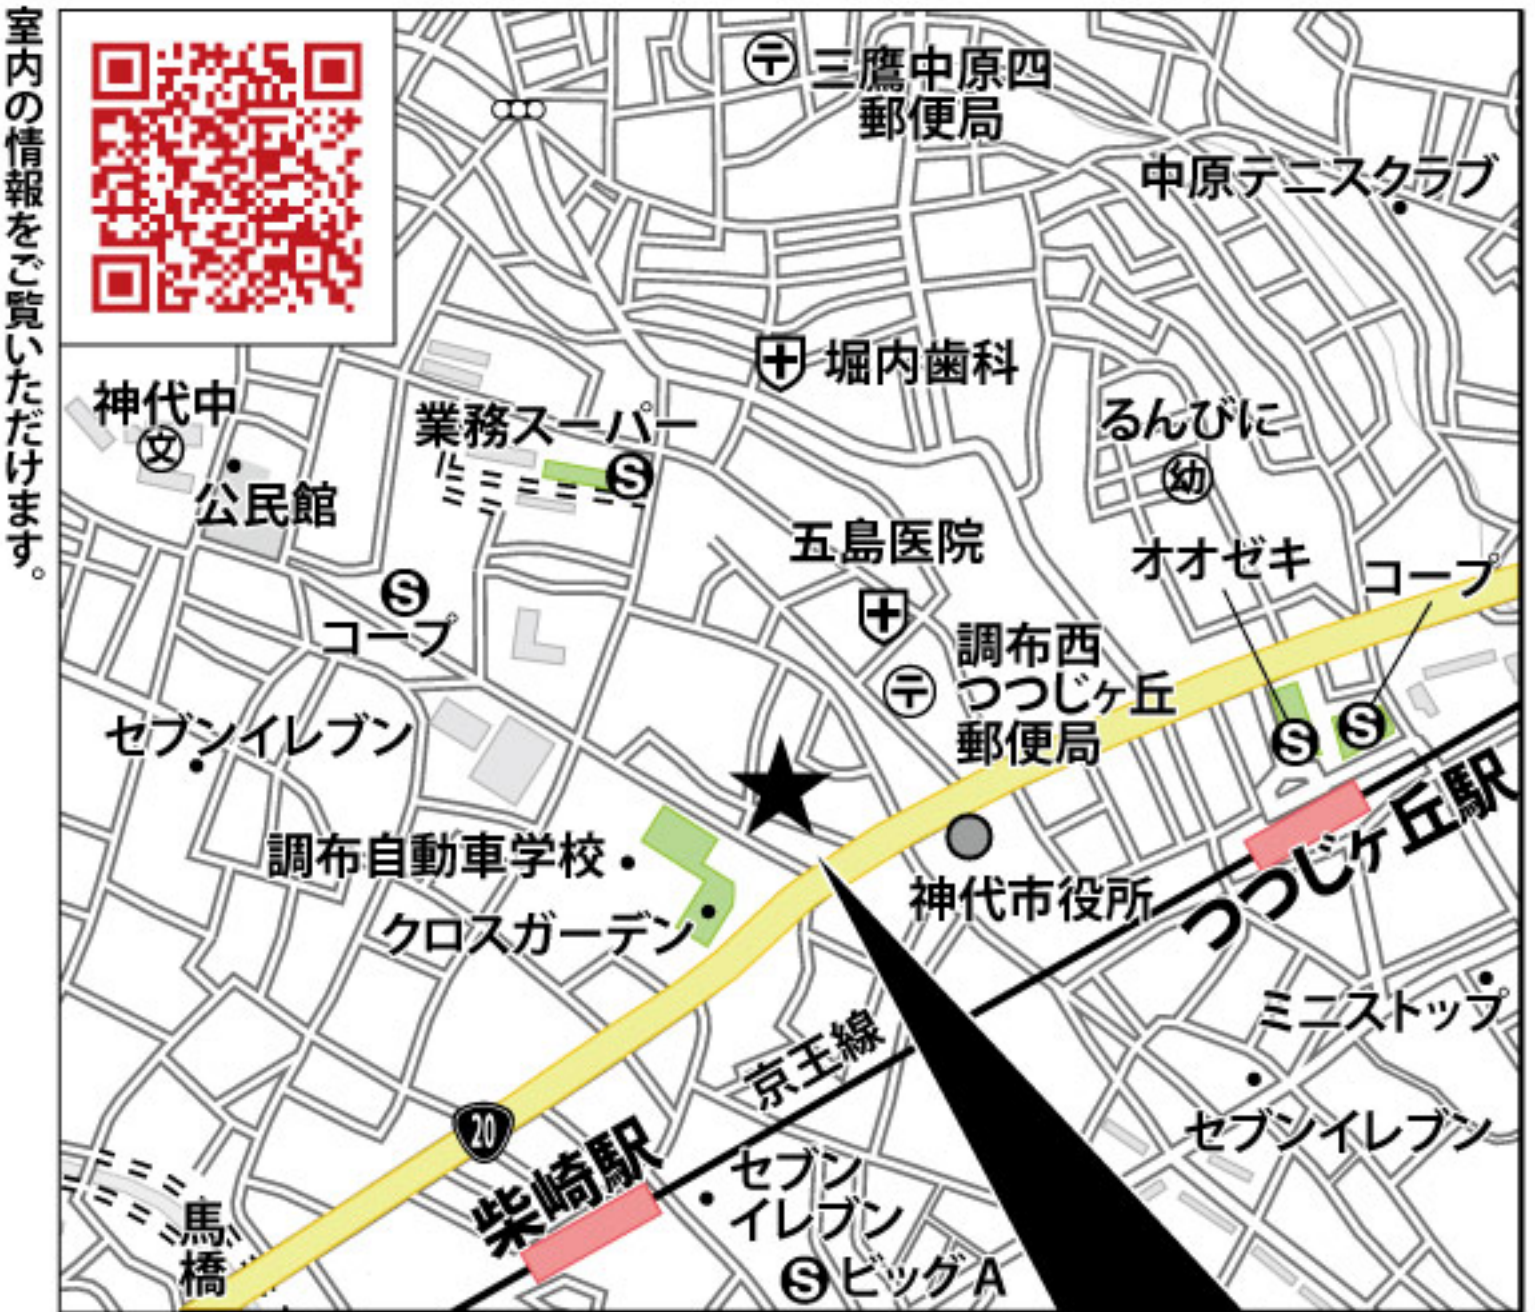 室内の情報をご覧いただけます。
三鷹中原四
郵便局
中原テニスクラブ
堀内歯科
神代中
文
業務スーパー
S
るんびに
幼
公民館
五島医院
オオゼキ
コープ
S
コープ
調布西
つつじヶ丘
郵便局
セブンイレブン
S
S
つつじヶ丘駅
調布自動車学校
神代市役所
クロスガーデン
ミニストップ
京王線
20
セブンイレブン
柴崎駅
セブン
イレブン
馬橋
S ビッグA